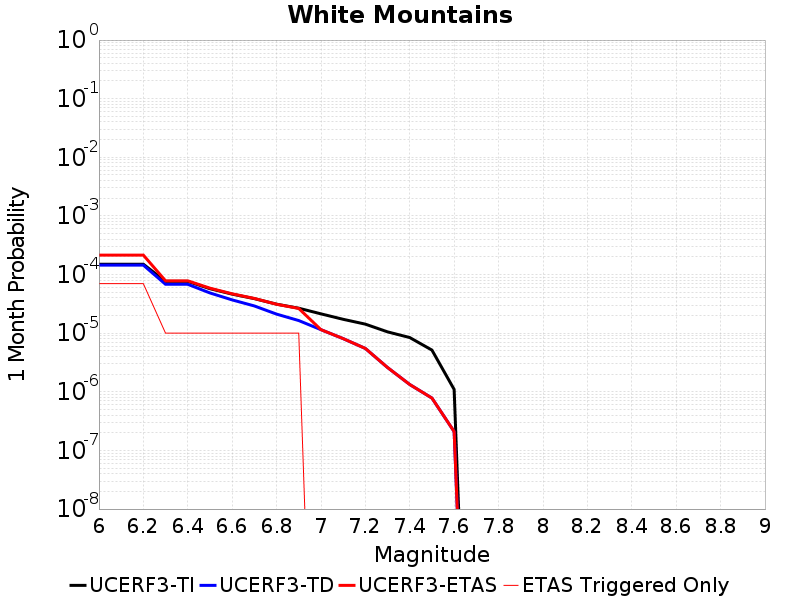 White Mountains
1 Month Probability
10^0
10^-1
10^-2
10^-3
10^-4
10^-5
10^-6
10^-7
10^-8
6 6.2 6.4 6.6 6.8 7 7.2 7.4 7.6 7.8 8 8.2 8.4 8.6 8.8 9
Magnitude
UCERF3-TI UCERF3-TD UCERF3-ETAS ETAS Triggered Only